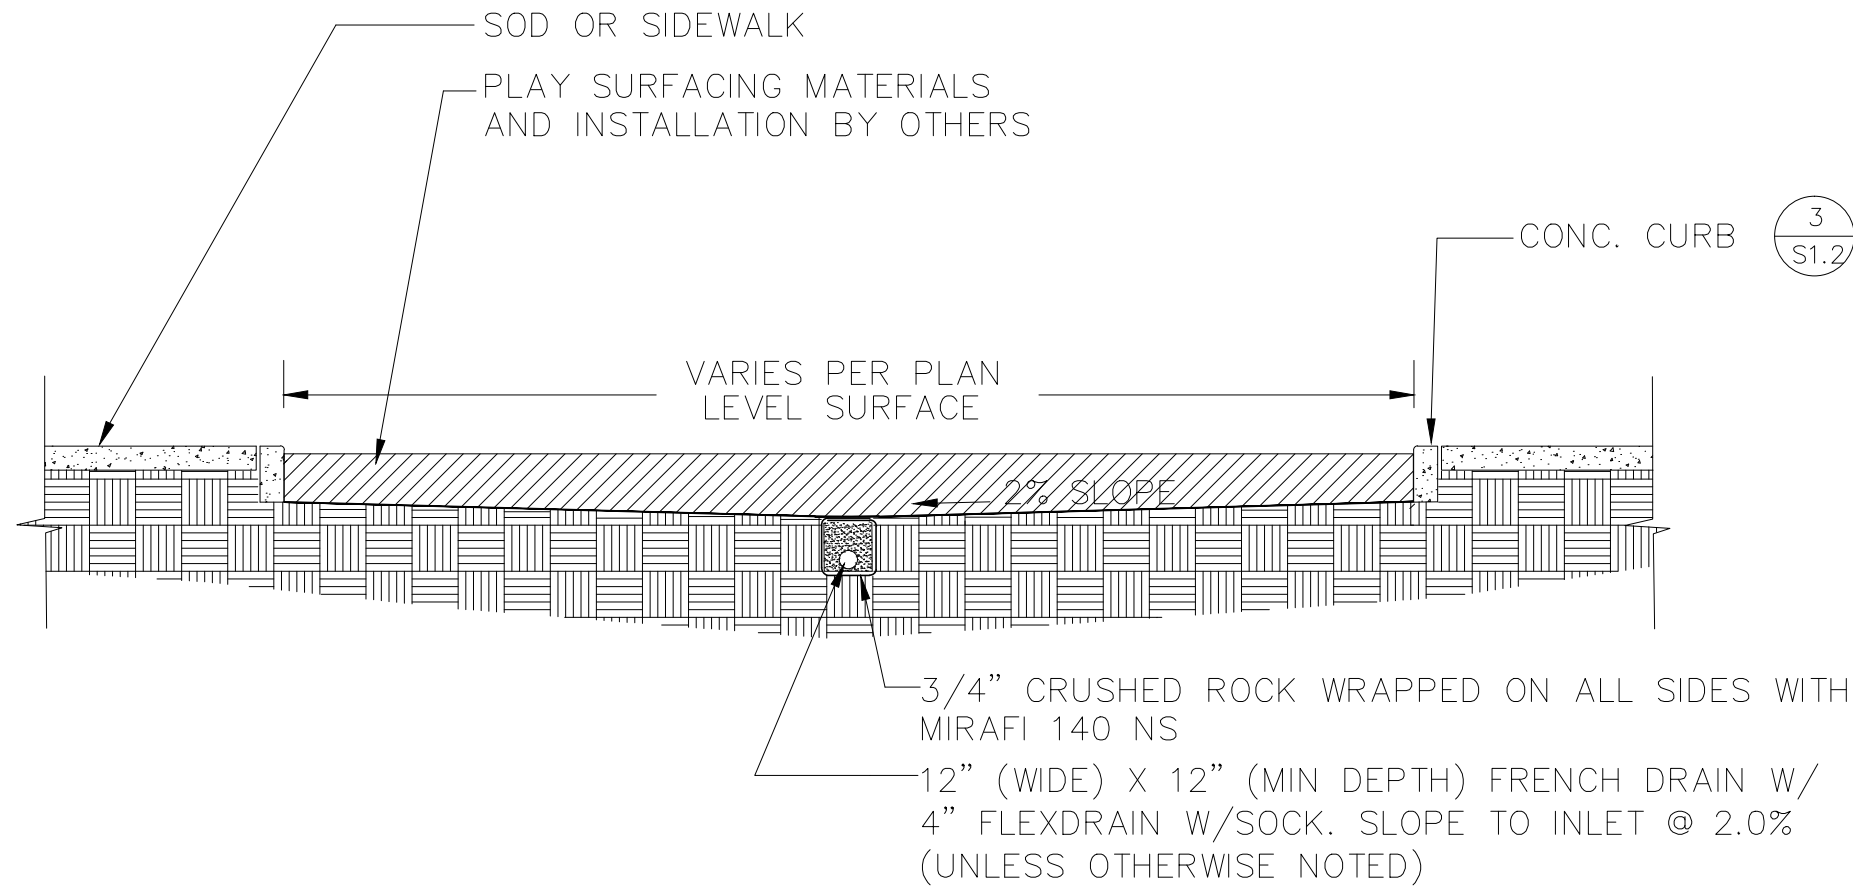 SOD OR SIDEWALK
PLAY SURFACING MATERIALS
AND INSTALLATION BY OTHERS
CONC. CURB
3
S1.2
VARIES PER PLAN
LEVEL SURFACE
2% SLOPE
3/4” CRUSHED ROCK WRAPPED ON ALL SIDES WITH
MIRAFI 140 NS
12” (WIDE) X 12” (MIN DEPTH) FRENCH DRAIN W/
4” FLEXDRAIN W/SOCK. SLOPE TO INLET @ 2.0%
(UNLESS OTHERWISE NOTED)